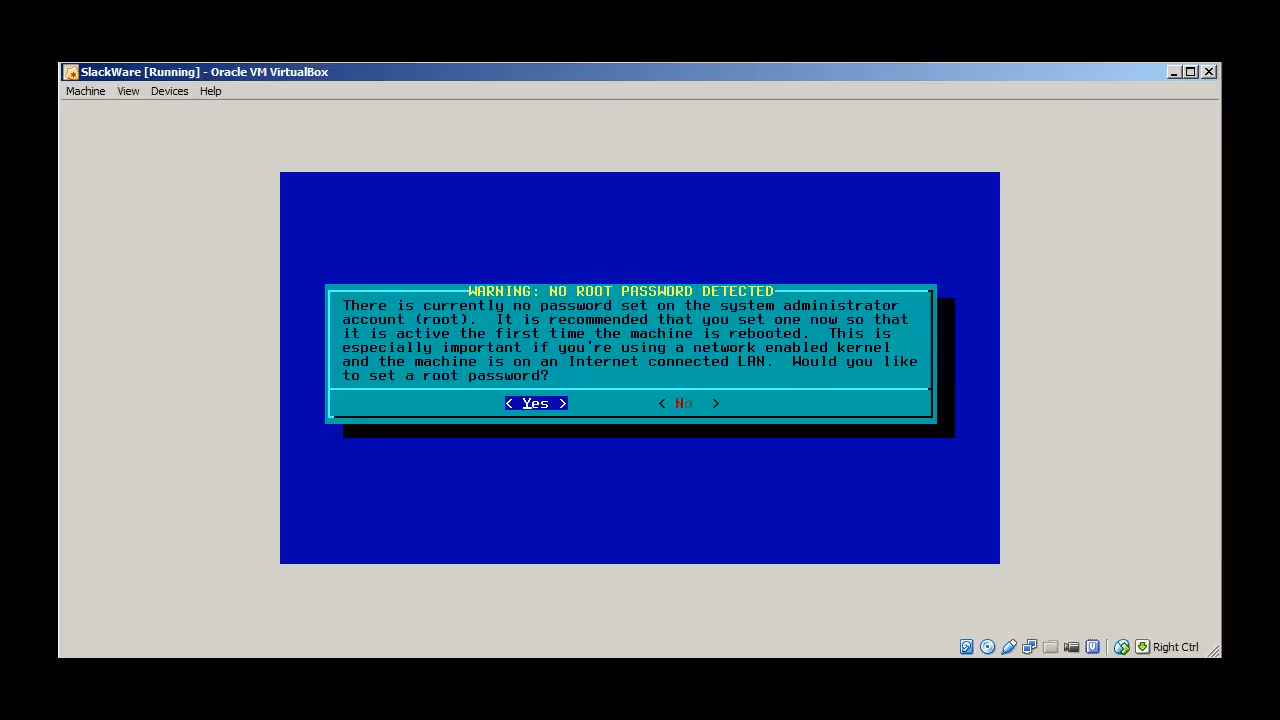 SlackWare [Running] - Oracle VM VirtualBox
Machine View Devices Help
WARNING: NO ROOT PASSWORD DETECTED
There is currently no password set on the system administrator
account (root).  It is recommended that you set one now so that
it is active the first time the machine is rebooted.  This is
especially important if you're using a network enabled kernel
and the machine is on an Internet connected LAN.  Would you like
to set a root password?
< Yes > < No >
Right Ctrl